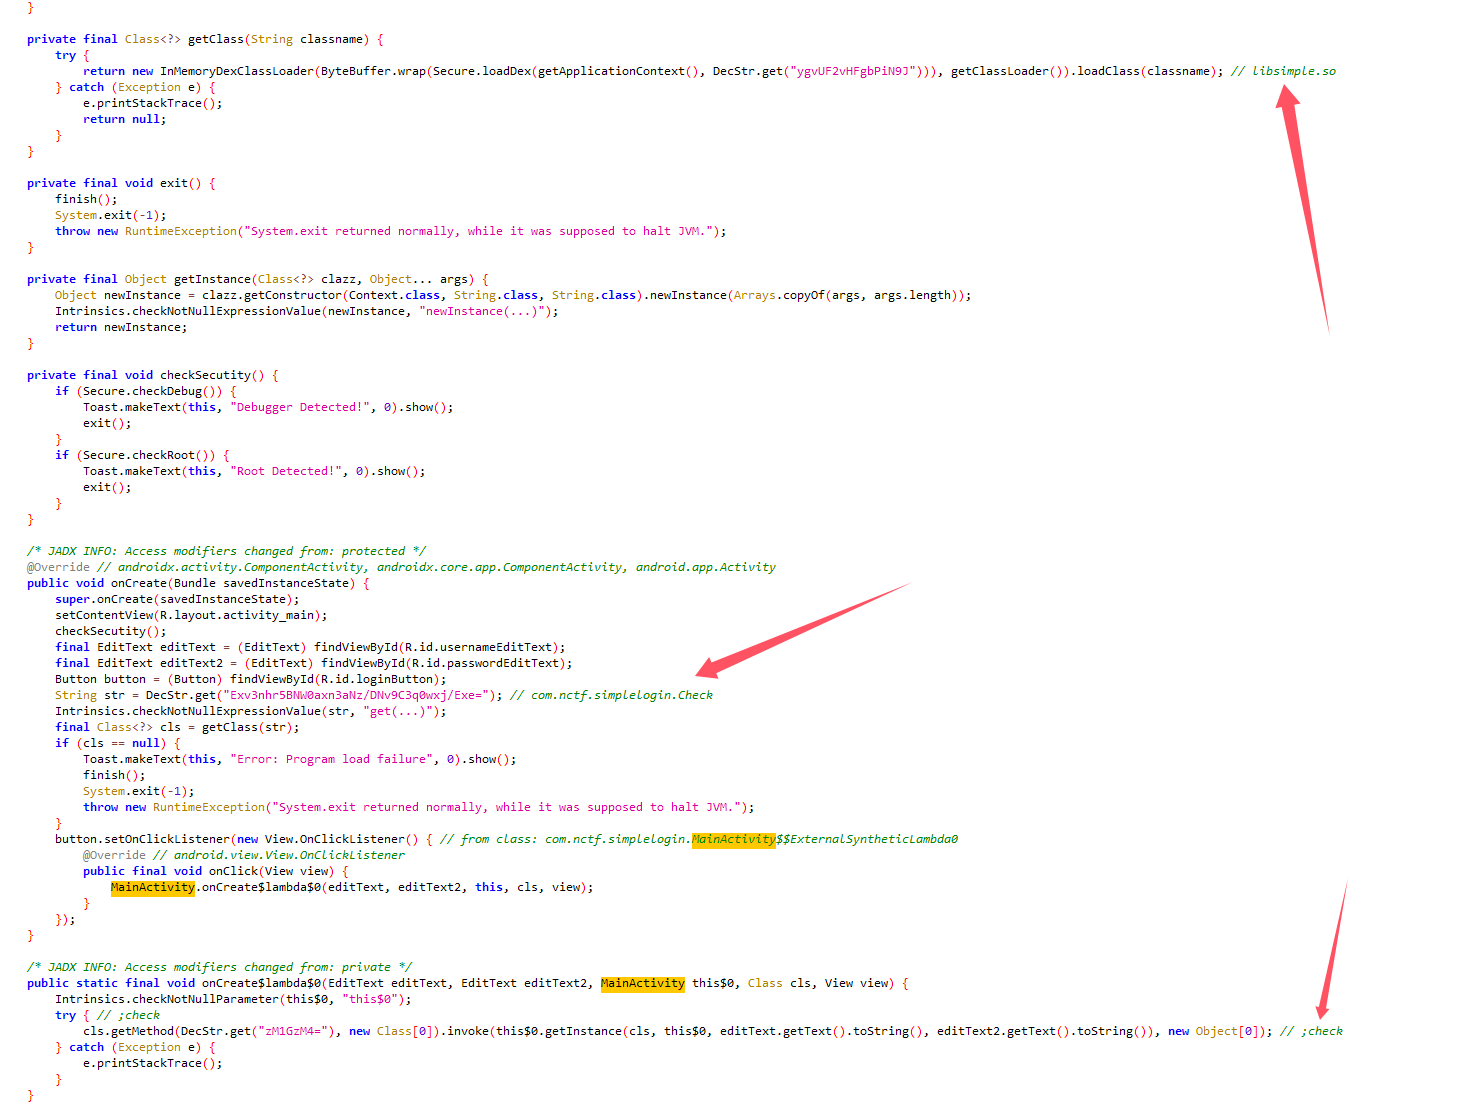 }
private final Class<?> getClass(String classname) {
try {
return new InMemoryDexClassLoader(ByteBuffer.wrap(Secure.loadDex(getApplicationContext(), DecStr.get("ygvUF2vHFgbPiN9J"))), getClassLoader()).loadClass(classname); // libsimple.so
} catch (Exception e) {
e.printStackTrace();
return null;
}
}
private final void exit() {
finish();
System.exit(-1);
throw new RuntimeException("System.exit returned normally, while it was supposed to halt JVM.");
}
private final Object getInstance(Class<?> clazz, Object... args) {
Object newInstance = clazz.getConstructor(Context.class, String.class, String.class).newInstance(Arrays.copyOf(args, args.length));
Intrinsics.checkNotNullExpressionValue(newInstance, "newInstance(...)");
return newInstance;
}
private final void checkSecutity() {
if (Secure.checkDebug()) {
Toast.makeText(this, "Debugger Detected!", 0).show();
exit();
}
if (Secure.checkRoot()) {
Toast.makeText(this, "Root Detected!", 0).show();
exit();
}
}
/* JADX INFO: Access modifiers changed from: protected */
@Override // androidx.activity.ComponentActivity, androidx.core.app.ComponentActivity, android.app.Activity
public void onCreate(Bundle savedInstanceState) {
super.onCreate(savedInstanceState);
setContentView(R.layout.activity_main);
checkSecutity();
final EditText editText = (EditText) findViewById(R.id.usernameEditText);
final EditText editText2 = (EditText) findViewById(R.id.passwordEditText);
Button button = (Button) findViewById(R.id.loginButton);
String str = DecStr.get("Exv3nhr5BNW0axn3aNz/DNv9C3q0wxj/Exe="); // com.nctf.simplelogin.Check
Intrinsics.checkNotNullExpressionValue(str, "get(...)");
final Class<?> cls = getClass(str);
if (cls == null) {
Toast.makeText(this, "Error: Program load failure", 0).show();
finish();
System.exit(-1);
throw new RuntimeException("System.exit returned normally, while it was supposed to halt JVM.");
}
button.setOnClickListener(new View.OnClickListener() { // from class: com.nctf.simplelogin.MainActivity$$ExternalSyntheticLambda0
@Override // android.view.View.OnClickListener
public final void onClick(View view) {
MainActivity.onCreate$lambda$0(editText, editText2, this, cls, view);
}
});
}
/* JADX INFO: Access modifiers changed from: private */
public static final void onCreate$lambda$0(EditText editText, EditText editText2, MainActivity this$0, Class cls, View view) {
Intrinsics.checkNotNullParameter(this$0, "this$0");
try { // ;check
cls.getMethod(DecStr.get("zM1GzM4="), new Class[0]).invoke(this$0.getInstance(cls, this$0, editText.getText().toString(), editText2.getText().toString()), new Object[0]); // ;check
} catch (Exception e) {
e.printStackTrace();
}
}